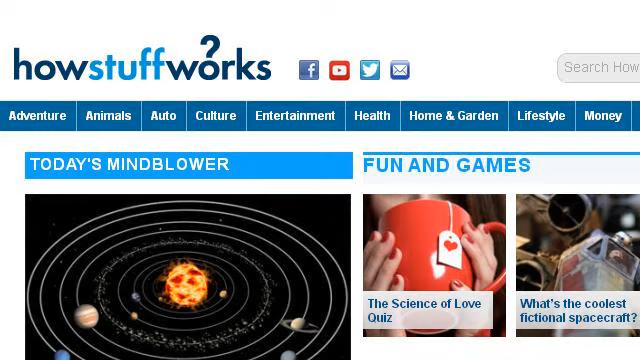 howstuffworks
Search How
Adventure Animals Auto Culture Entertainment Health Home & Garden Lifestyle Money
TODAY'S MINDBLOWER
FUN AND GAMES
The Science of Love
Quiz
What's the coolest
fictional spacecraft?